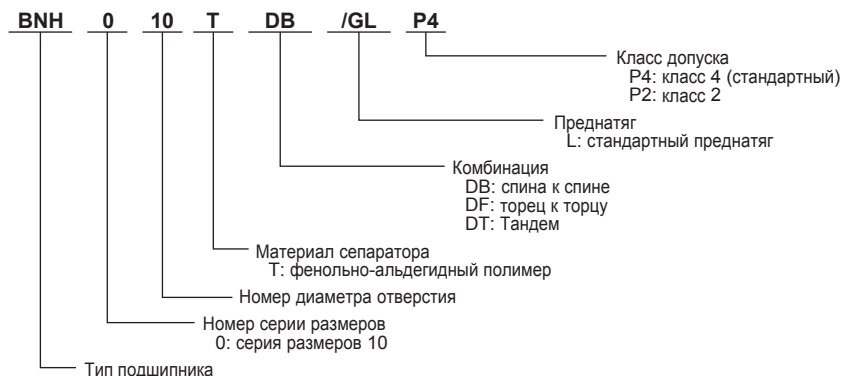 BNH 0 10 T DB /GL P4
Класс допуска
P4: класс 4 (стандартный)
P2: класс 2
Преднатяг
L: стандартный преднатяг
Комбинация
DB: спина к спине
DF: торец к торцу
DT: Тандем
Материал сепаратора
T: фенольно-альдегидный полимер
Номер диаметра отверстия
Номер серии размеров
0: серия размеров 10
Тип подшипника